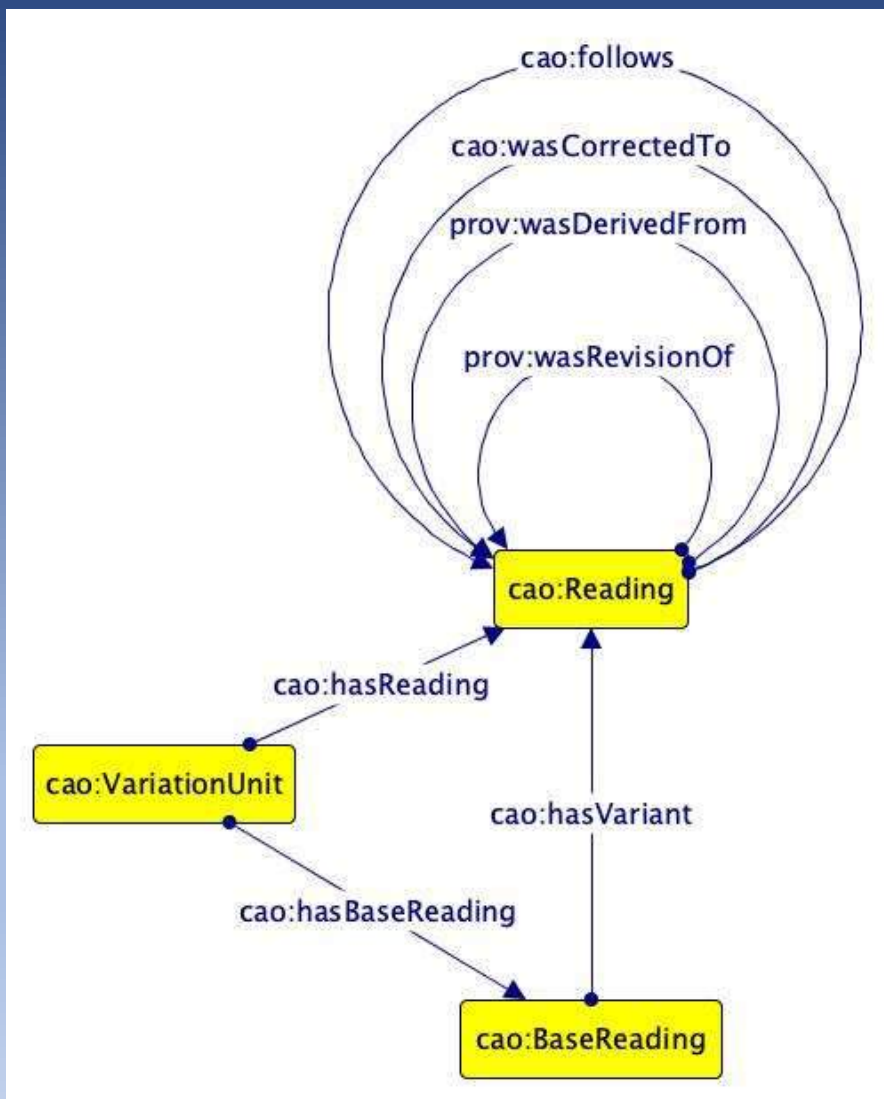 cao:follows
cao:wasCorrectedTo
prov:wasDerivedFrom
prov:wasRevisionOf
cao:Reading
cao:hasReading
cao:VariationUnit
cao:hasVariant
cao:hasBaseReading
cao:BaseReading